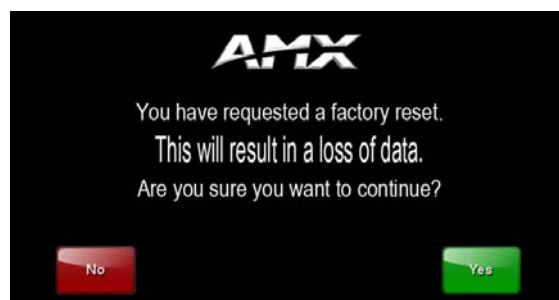 AMX
You have requested a factory reset.
This will result in a loss of data.
Are you sure you want to continue?
No
Yes